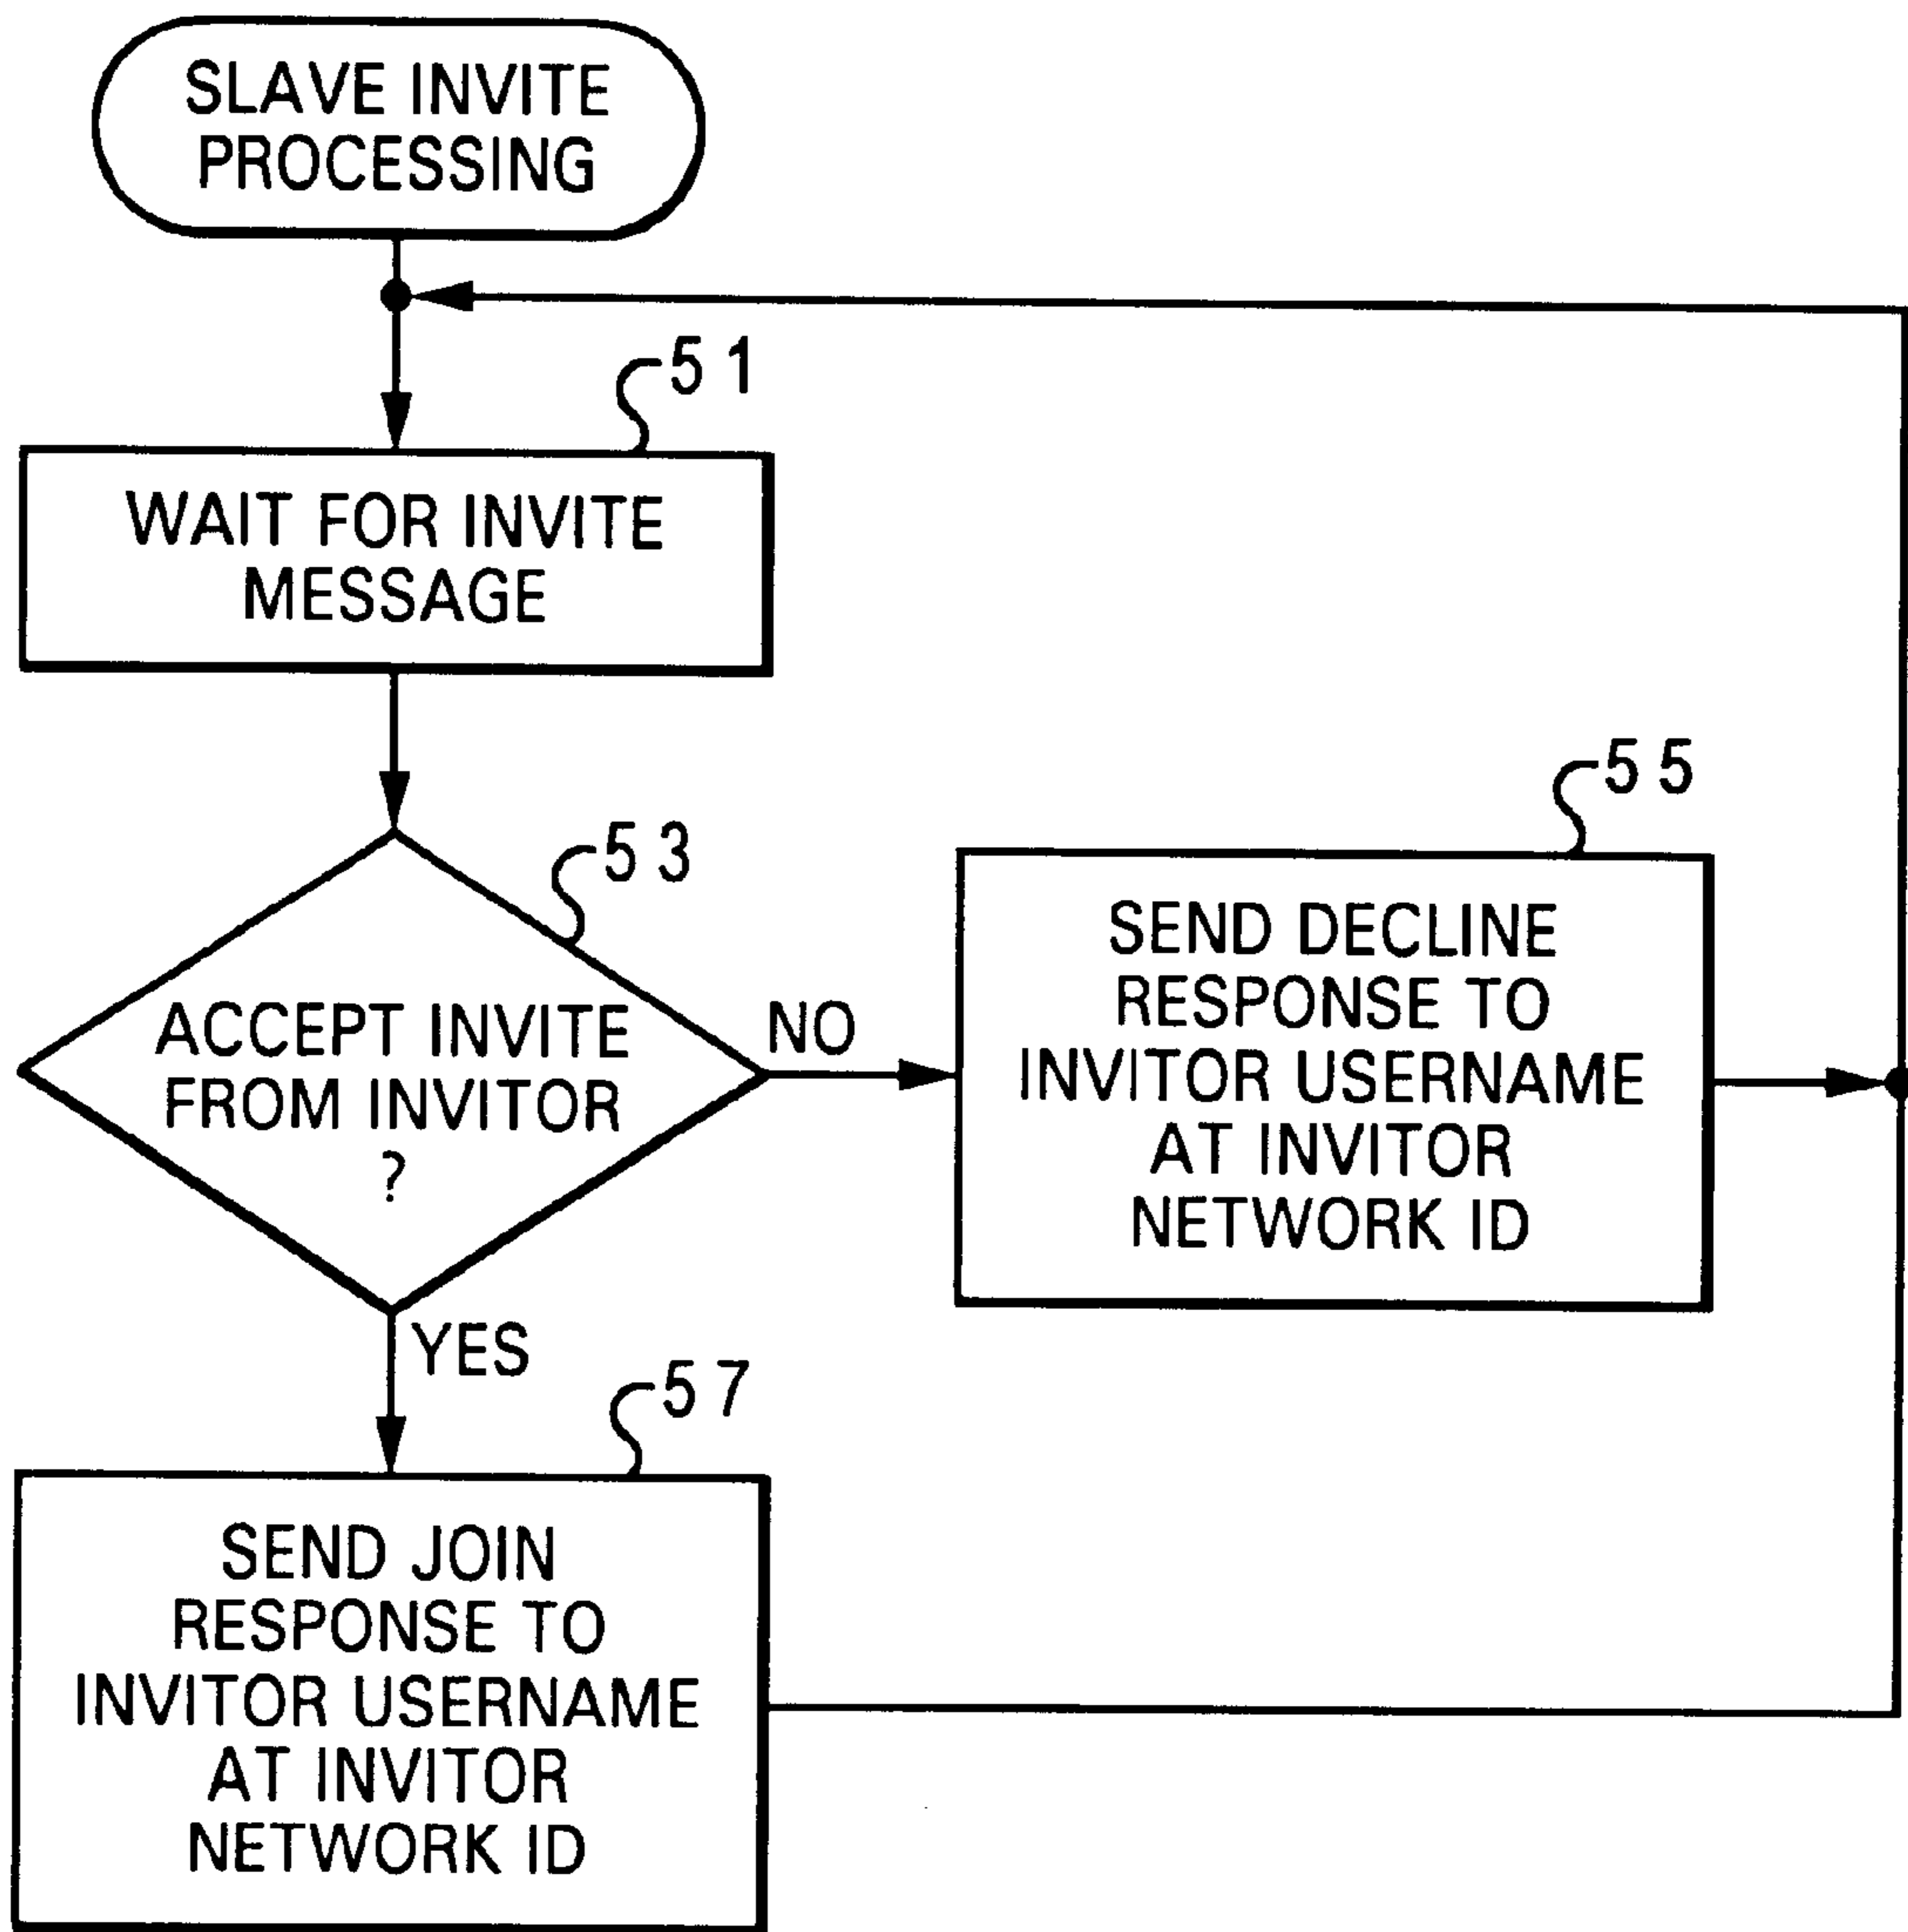 SLAVE INVITE
PROCESSING
51
WAIT FOR INVITE
MESSAGE
53
ACCEPT INVITE
FROM INVITOR
?
NO
55
SEND DECLINE
RESPONSE TO
INVITOR USERNAME
AT INVITOR
NETWORK ID
YES
57
SEND JOIN
RESPONSE TO
INVITOR USERNAME
AT INVITOR
NETWORK ID